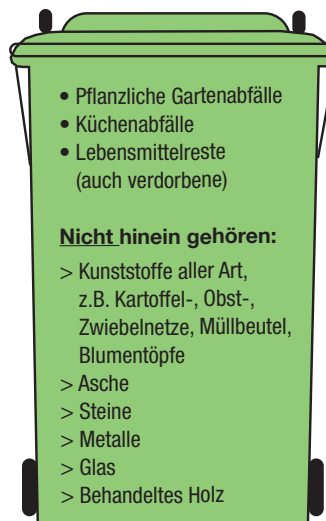 • Pflanzliche Gartenabfälle
• Küchenabfälle
• Lebensmittelreste
(auch verdorbene)
Nicht hinein gehören:
> Kunststoffe aller Art,
z.B. Kartoffel-, Obst-,
Zwiebelnetze, Müllbeutel,
Blumentöpfe
> Asche
> Steine
> Metalle
> Glas
> Behandeltes Holz